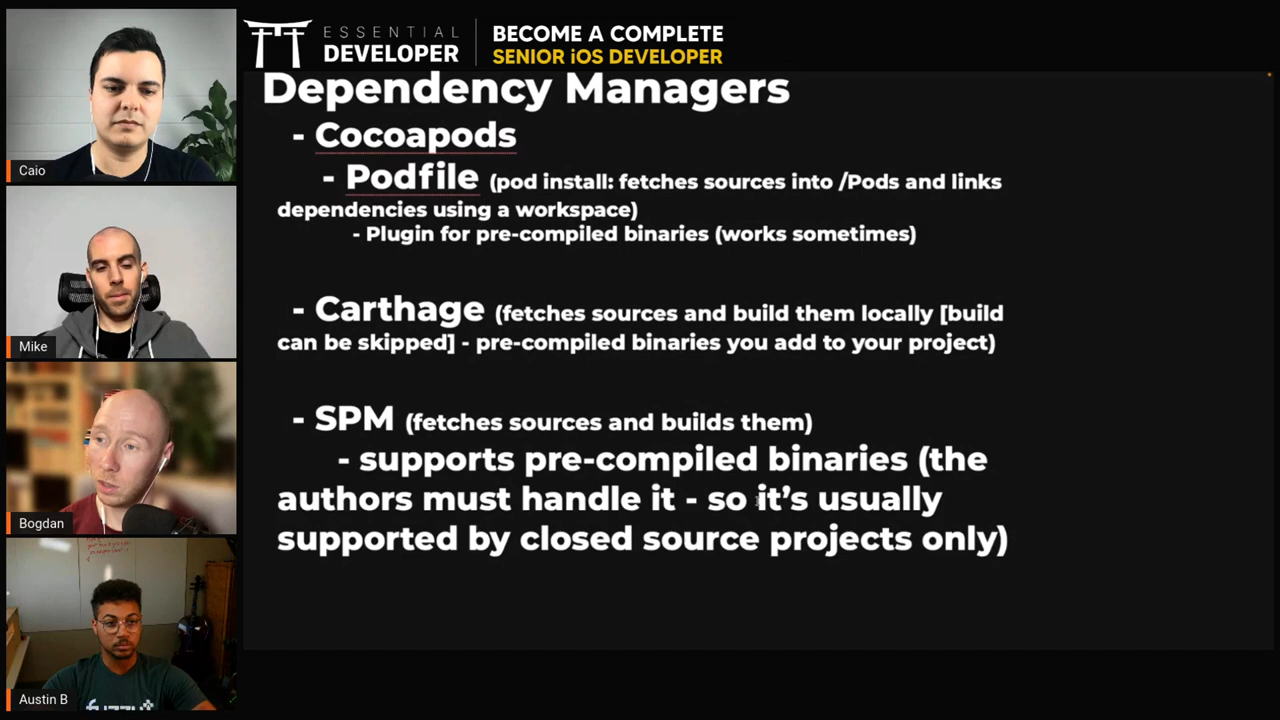 ESSENTIAL
DEVELOPER
BECOME A COMPLETE
SENIOR iOS DEVELOPER
Dependency Managers
- Cocoapods
- Podfile (pod install: fetches sources into /Pods and links
dependencies using a workspace)
- Plugin for pre-compiled binaries (works sometimes)
- Carthage (fetches sources and build them locally [build
can be skipped] - pre-compiled binaries you add to your project)
- SPM (fetches sources and builds them)
- supports pre-compiled binaries (the
authors must handle it - so it's usually
supported by closed source projects only)
Caio
Mike
Bogdan
Austin B